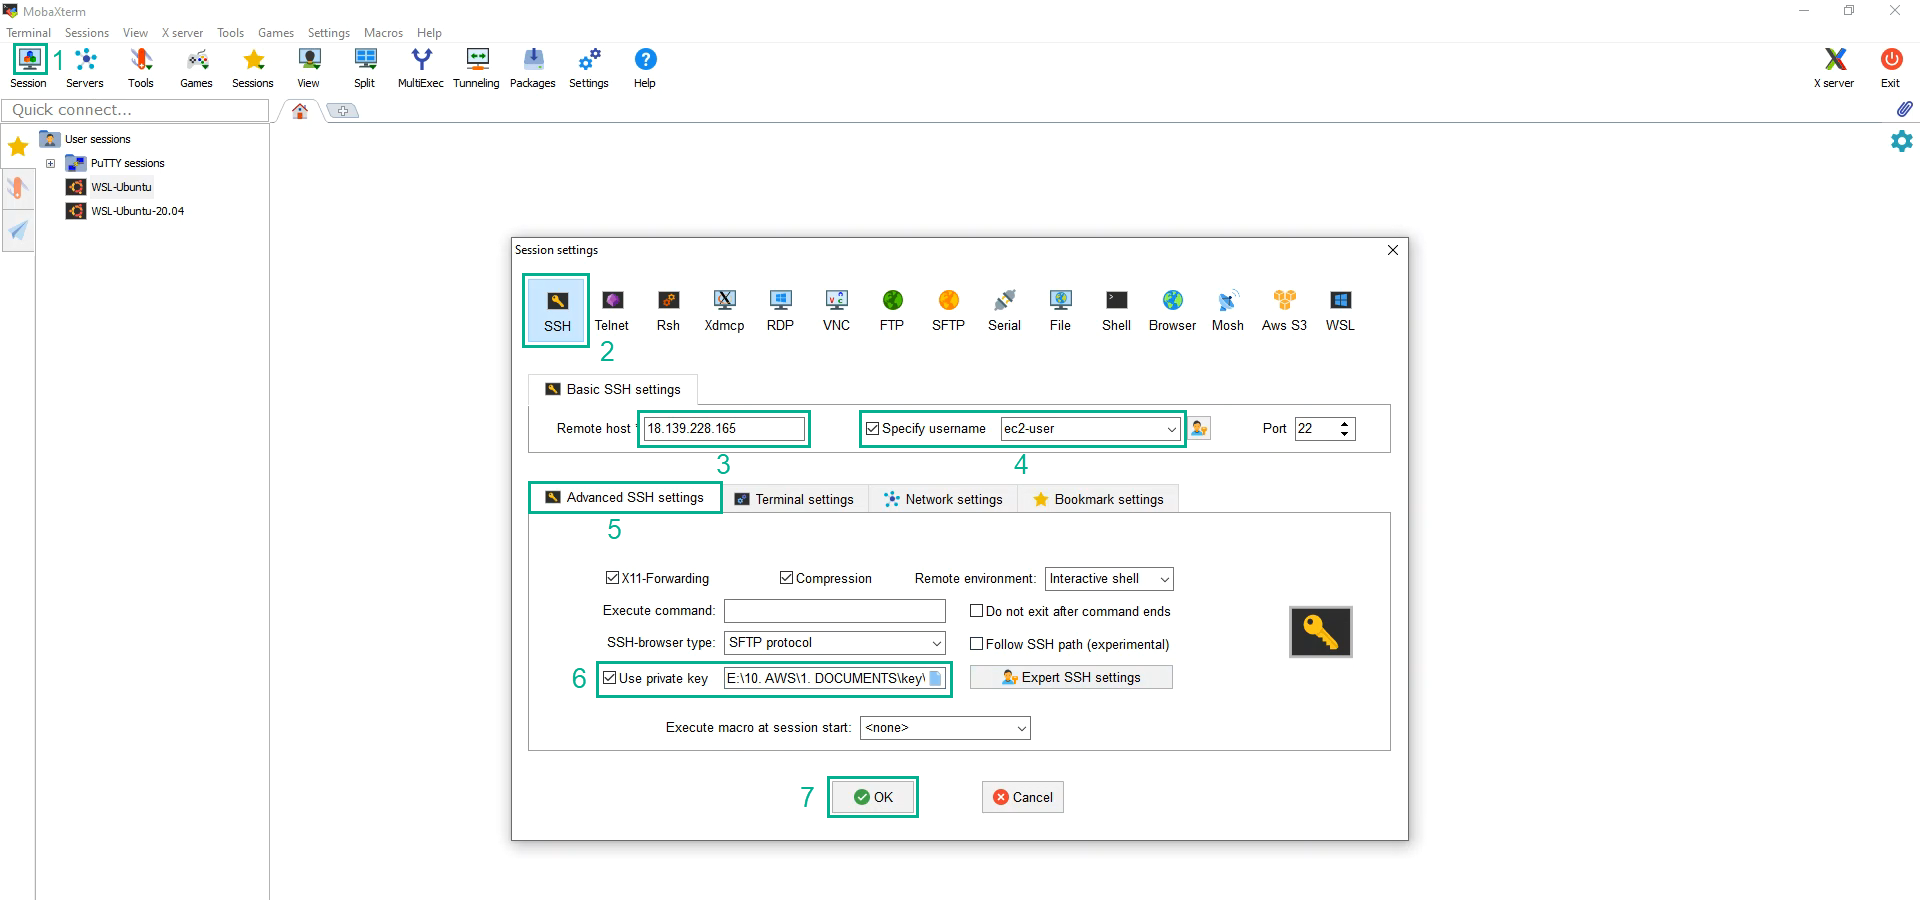 MobaXterm
Terminal Sessions View X server Tools Games Settings Macros Help
1
Session Servers Tools Games Sessions View Split MultiExec Tunneling Packages Settings Help X server Exit
Quick connect...
User sessions
PuTTY sessions
WSL-Ubuntu
WSL-Ubuntu-20.04
Session settings
SSH Telnet Rsh Xdmcp RDP VNC FTP SFTP Serial File Shell Browser Mosh Aws S3 WSL
2
Basic SSH settings
Remote host * 18.139.228.165 Specify username ec2-user Port 22
3 4
Advanced SSH settings Terminal settings Network settings Bookmark settings
5
X11-Forwarding Compression Remote environment: Interactive shell
Execute command: Do not exit after command ends
SSH-browser type: SFTP protocol Follow SSH path (experimental)
6 Use private key E:\10. AWS\1. DOCUMENTS\key\ Expert SSH settings
Execute macro at session start: <none>
7 OK Cancel